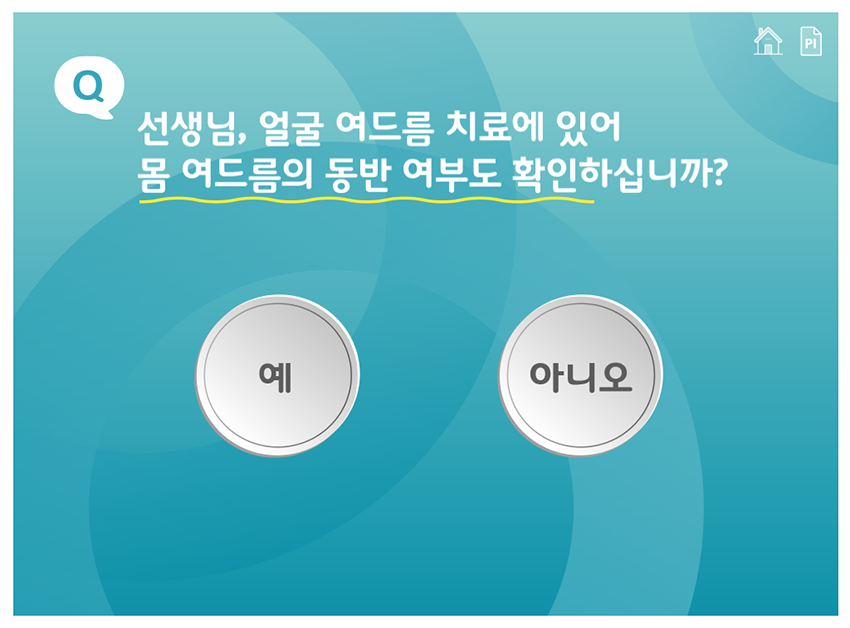 PI
Q
선생님, 얼굴 여드름 치료에 있어
몸 여드름의 동반 여부도 확인하십니까?
예
아니오